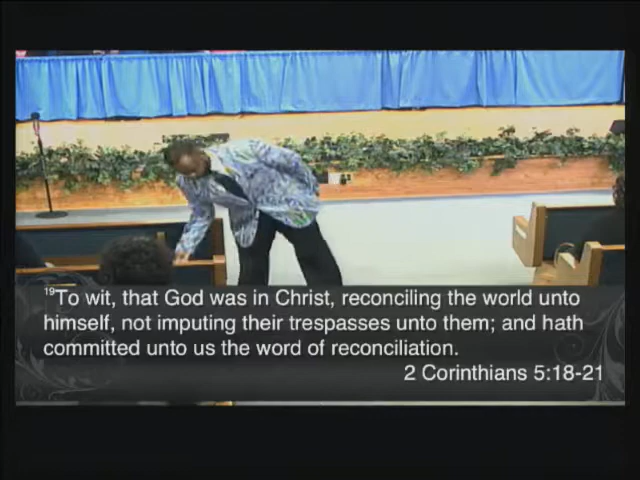 19To wit, that God was in Christ, reconciling the world unto
himself, not imputing their trespasses unto them; and hath
committed unto us the word of reconciliation.
2 Corinthians 5:18-21